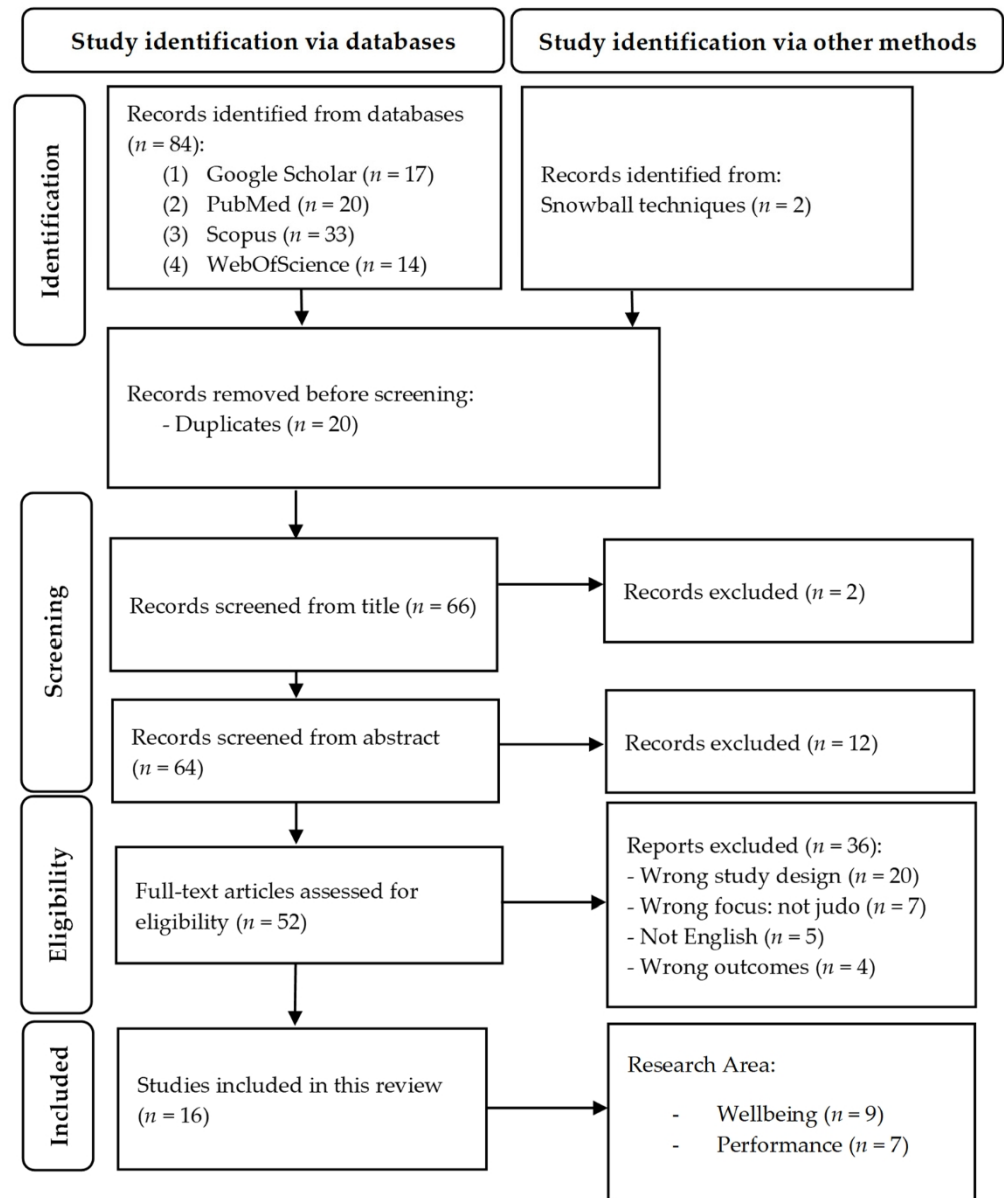 Study identification via databases
Study identification via other methods
Identification
Records identified from databases
(n = 84):
(1) Google Scholar (n = 17)
(2) PubMed (n = 20)
(3) Scopus (n = 33)
(4) WebOfScience (n = 14)
Records identified from:
Snowball techniques (n = 2)
Records removed before screening:
- Duplicates (n = 20)
Screening
Records screened from title (n = 66)
Records excluded (n = 2)
Records screened from abstract
(n = 64)
Records excluded (n = 12)
Eligibility
Full-text articles assessed for
eligibility (n = 52)
Reports excluded (n = 36):
- Wrong study design (n = 20)
- Wrong focus: not judo (n = 7)
- Not English (n = 5)
- Wrong outcomes (n = 4)
Included
Studies included in this review
(n = 16)
Research Area:
- Wellbeing (n = 9)
- Performance (n = 7)